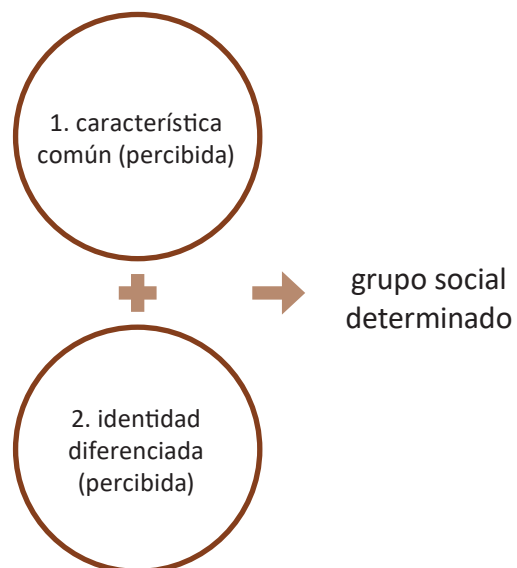 1. característica
común (percibida)
grupo social
determinado
2. identidad
diferenciada
(percibida)